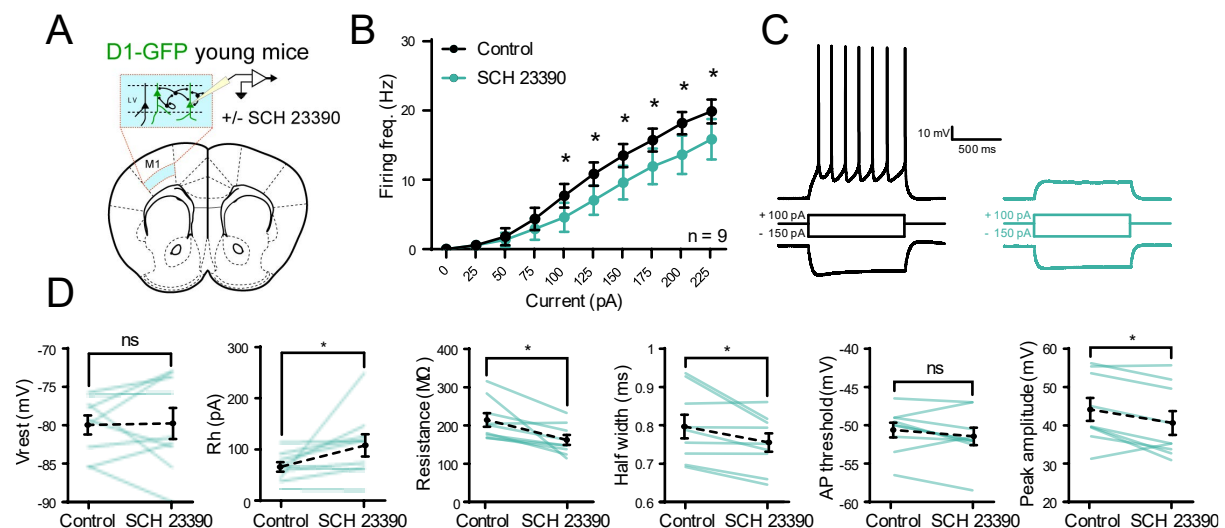 A
D1-GFP young mice
LV
+/- SCH 23390
M1
B
Firing freq. (Hz)
30
20
10
0
Control
SCH 23390
* * * * * *
n = 9
0 25 50 75 100 125 150 175 200 225
Current (pA)
C
10 mV
500 ms
+ 100 pA
- 150 pA
+ 100 pA
- 150 pA
D
Vrest (mV)
-70
-75
-80
-85
-90
ns
Control SCH 23390
Rh (pA)
300
200
100
0
*
Control SCH 23390
Resistance (MΩ)
400
300
200
100
0
*
Control SCH 23390
Half width (ms)
1
0.9
0.8
0.7
0.6
*
Control SCH 23390
AP threshold (mV)
-40
-45
-50
-55
-60
ns
Control SCH 23390
Peak amplitude (mV)
60
50
40
30
20
*
Control SCH 23390